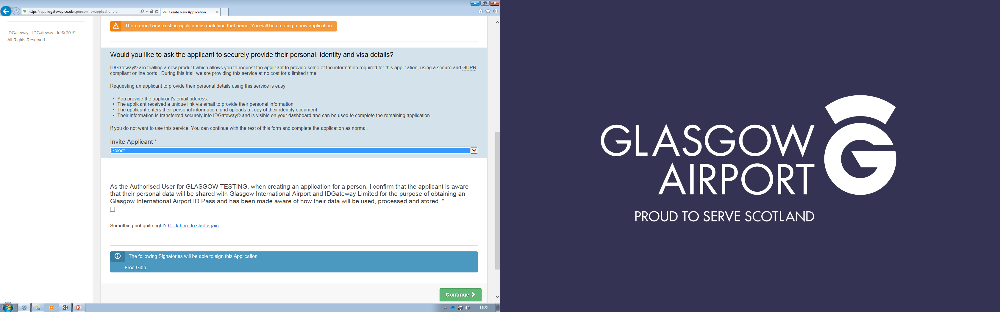 https://app.idgateway.co.uk/sponsor/newapplicationold
Create New Application
IDGateway - IDGateway Ltd © 2019
All Rights Reserved
There aren't any existing applications matching that name. You will be creating a new application.
Would you like to ask the applicant to securely provide their personal, identity and visa details?
IDGateway® are trialling a new product which allows you to request the applicant to provide some of the information required for this application, using a secure and GDPR
compliant online portal. During this trial, we are providing this service at no cost for a limited time.
Requesting an applicant to provide their personal details using this service is easy:
• You provide the applicant's email address.
• The applicant received a unique link via email to provide their personal information.
• The applicant enters their personal information, and uploads a copy of their identity document.
• Their information is transferred securely into IDGateway® and is visible on your dashboard and can be used to complete the remaining application.
If you do not want to use this service. You can continue with the rest of this form and complete the application as normal.
Invite Applicant *
Select...
As the Authorised User for GLASGOW TESTING, when creating an application for a person, I confirm that the applicant is aware
that their personal data will be shared with Glasgow International Airport and IDGateway Limited for the purpose of obtaining an
Glasgow International Airport ID Pass and has been made aware of how their data will be used, processed and stored. *
Something not quite right? Click here to start again.
The following Signatories will be able to sign this Application
Fred Gibb
Continue
14:22
GLASGOW
AIRPORT
PROUD TO SERVE SCOTLAND